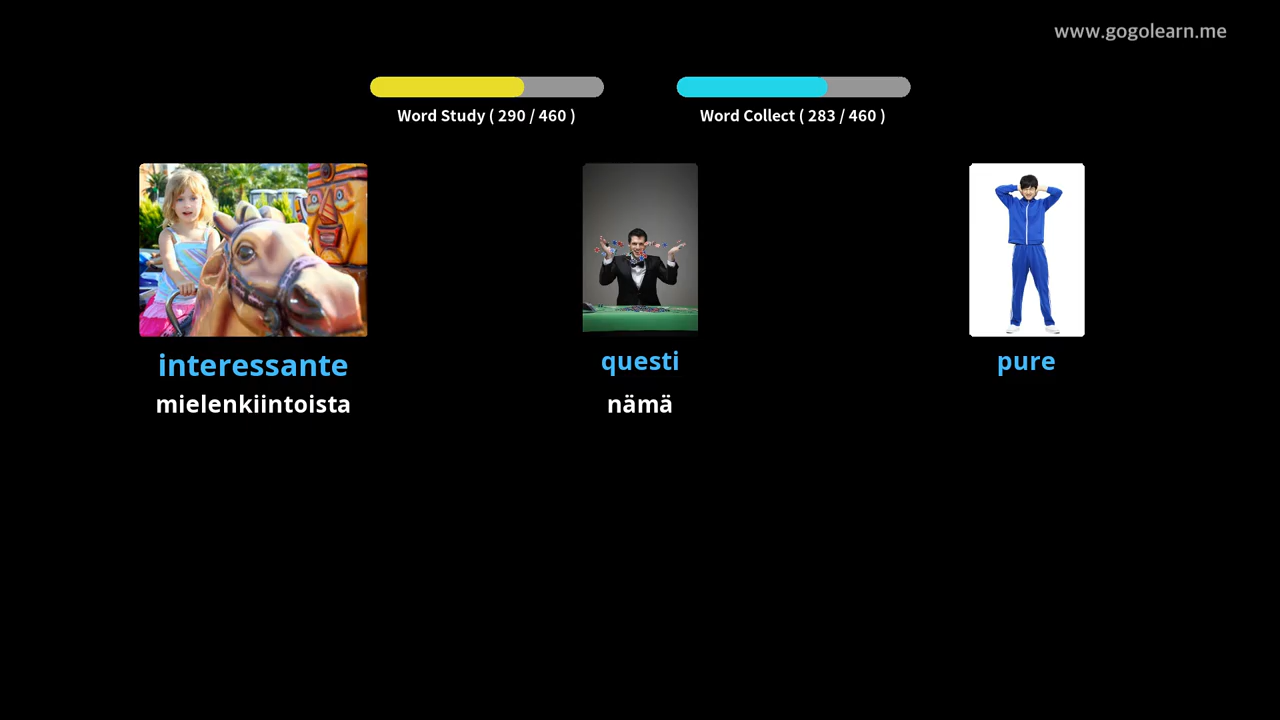 www.gogolearn.me
Word Study ( 290 / 460 )
Word Collect ( 283 / 460 )
interessante
questi
pure
mielenkiintoista
nämä